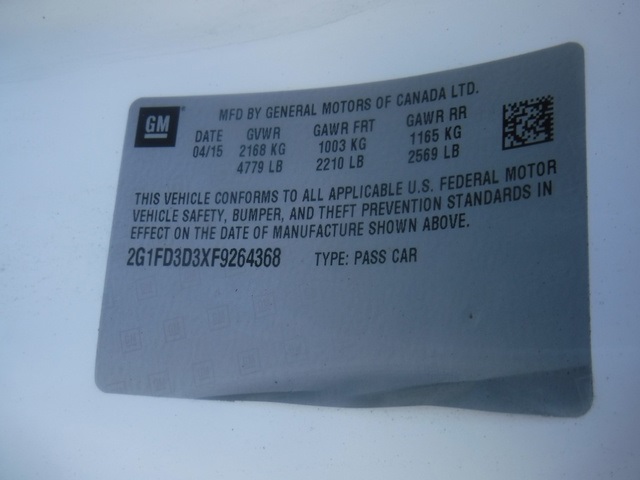 GM
MFD BY GENERAL MOTORS OF CANADA LTD.
DATE GVWR GAWR FRT GAWR RR
04/15 2168 KG 1003 KG 1165 KG
4779 LB 2210 LB 2569 LB
THIS VEHICLE CONFORMS TO ALL APPLICABLE U.S. FEDERAL MOTOR
VEHICLE SAFETY, BUMPER, AND THEFT PREVENTION STANDARDS IN
EFFECT ON THE DATE OF MANUFACTURE SHOWN ABOVE.
2G1FD3D3XF9264368 TYPE: PASS CAR